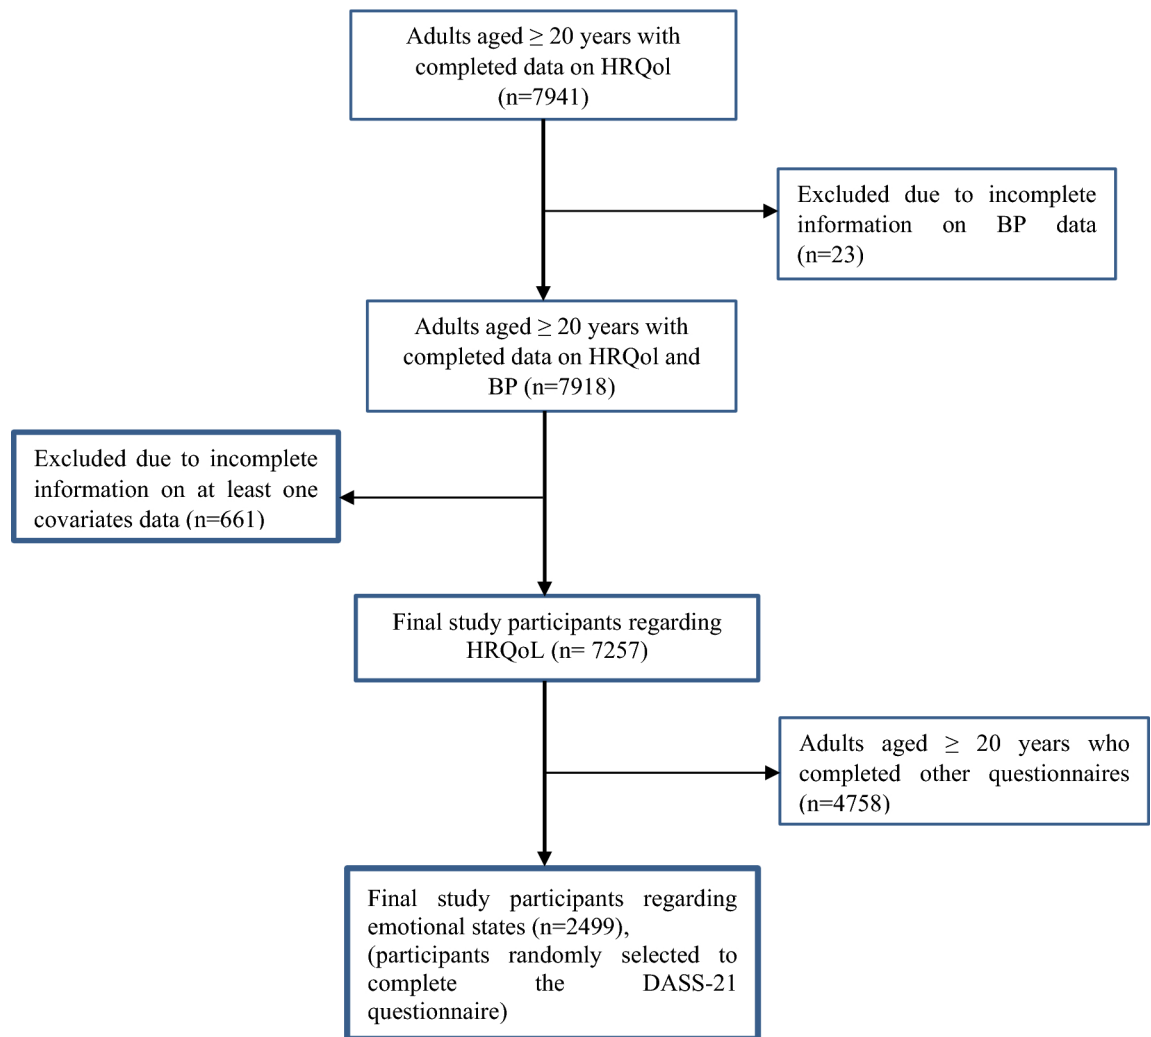 Adults aged ≥ 20 years with
completed data on HRQol
(n=7941)
Excluded due to incomplete
information on BP data
(n=23)
Adults aged ≥ 20 years with
completed data on HRQol and
BP (n=7918)
Excluded due to incomplete
information on at least one
covariates data (n=661)
Final study participants regarding
HRQoL (n= 7257)
Adults aged ≥ 20 years who
completed other questionnaires
(n=4758)
Final study participants regarding
emotional states (n=2499),
(participants randomly selected to
complete the DASS-21
questionnaire)